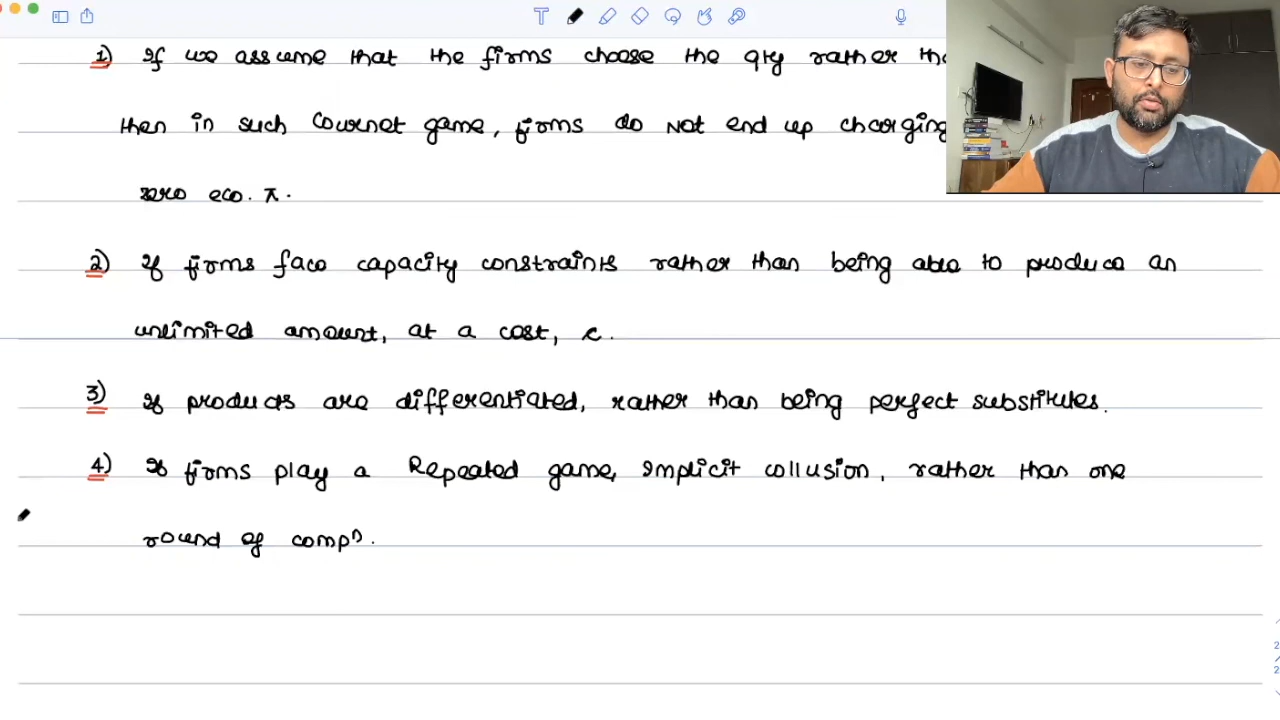 1) If we assume that the firms choose the qty rather
then in such Cournot game, firms do not end up charging
zero eco. π.
2) If firms face capacity constraints rather than being able to produce an
unlimited amount, at a cost, c.
3) If products are differentiated, rather than being perfect substitutes.
4) If firms play a Repeated game, Implicit collusion, rather than one
round of compⁿ.